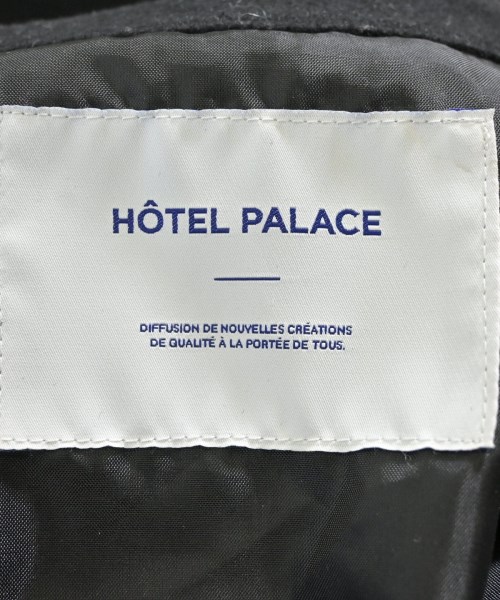 HÔTEL PALACE
DIFFUSION DE NOUVELLES CRÉATIONS
DE QUALITÉ À LA PORTÉE DE TOUS.